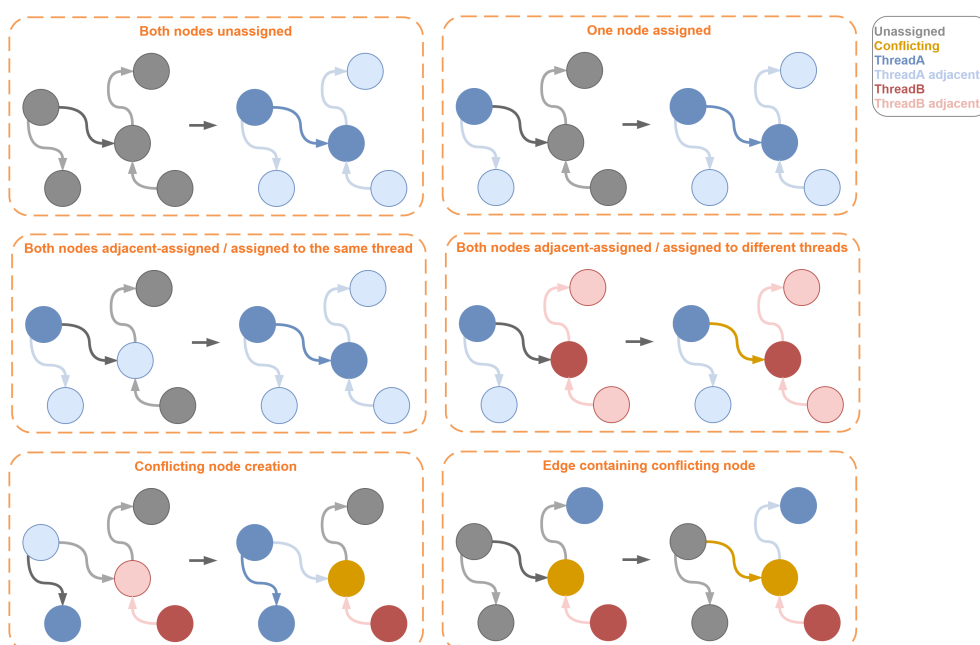 Both nodes unassigned
One node assigned
Unassigned
Conflicting
ThreadA
ThreadA adjacent
ThreadB
ThreadB adjacent
Both nodes adjacent-assigned / assigned to the same thread
Both nodes adjacent-assigned / assigned to different threads
Conflicting node creation
Edge containing conflicting node